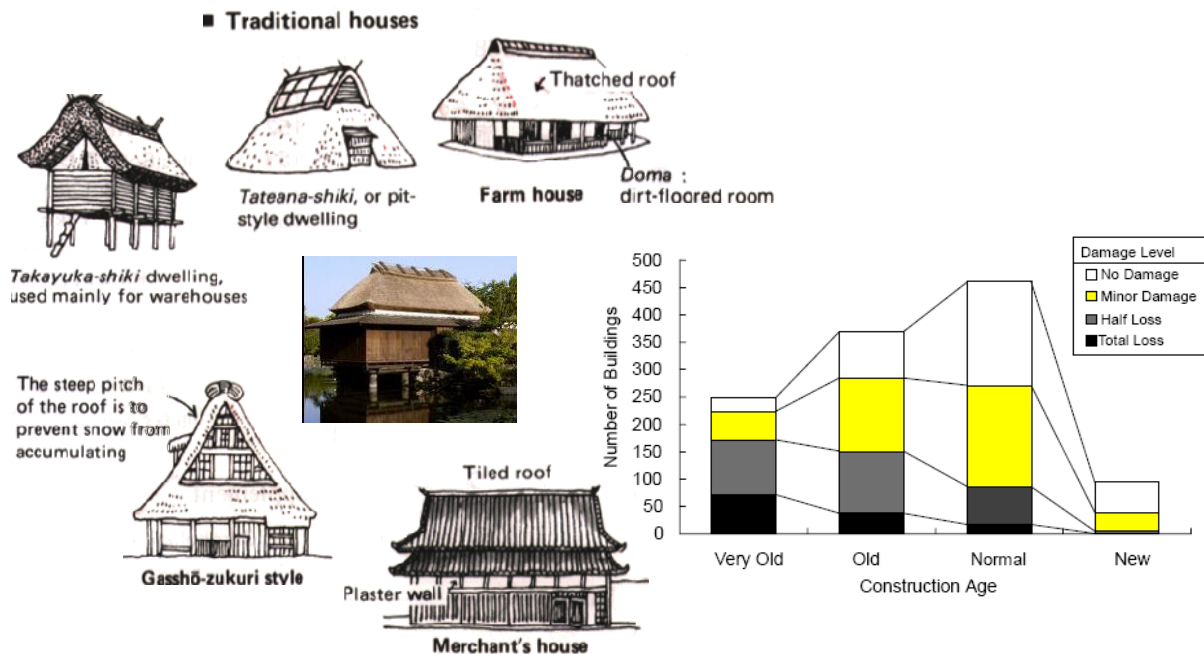 ■ Traditional houses
Thatched roof
Doma :
dirt-floored room
Farm house
Tateana-shiki, or pit-
style dwelling
Takayuka-shiki dwelling,
used mainly for warehouses
The steep pitch
of the roof is to
prevent snow from
accumulating
Gasshō-zukuri style
Tiled roof
Plaster wall
Merchant's house
Damage Level
No Damage
Minor Damage
Half Loss
Total Loss
Number of Buildings
500
450
400
350
300
250
200
150
100
50
0
Very Old Old Normal New
Construction Age